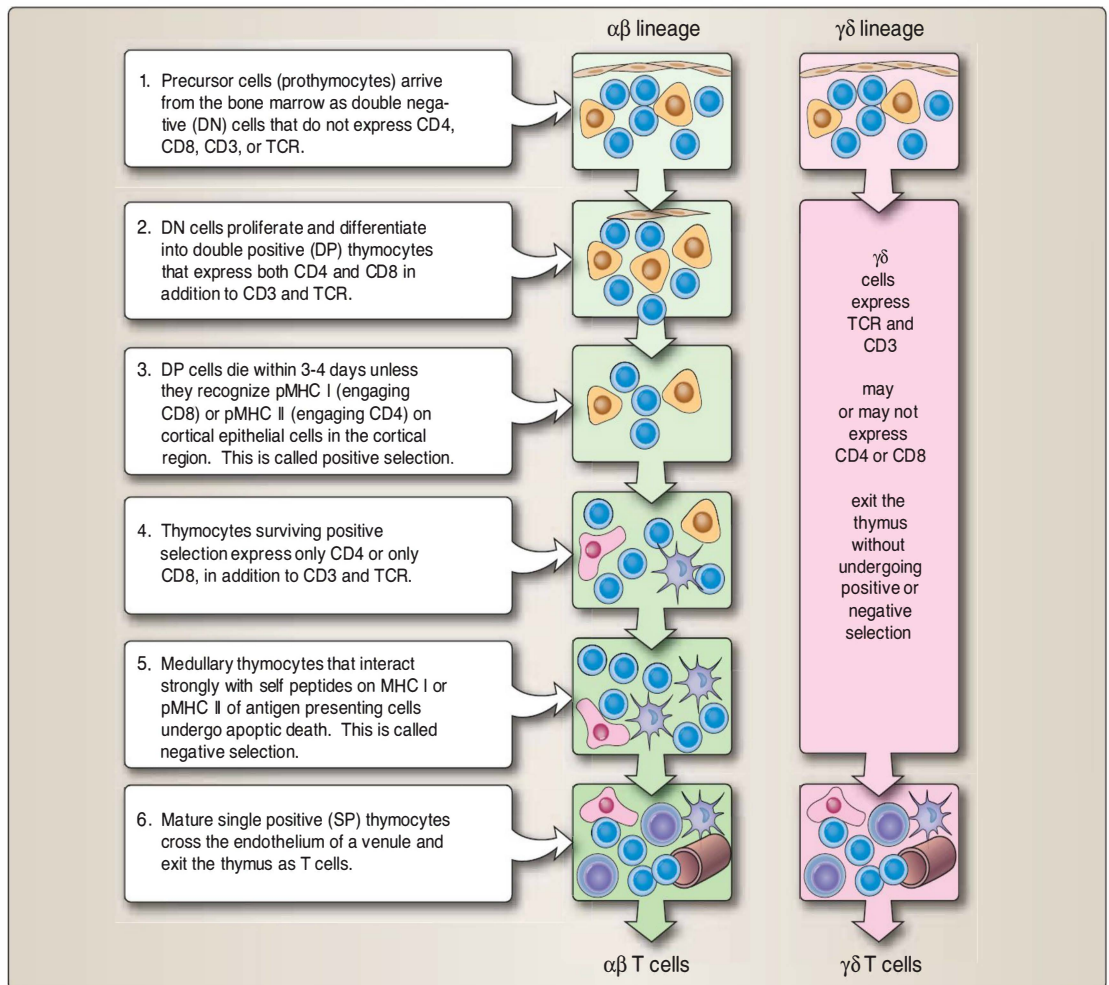 αβ lineage
γδ lineage
1. Precursor cells (prothymocytes) arrive
from the bone marrow as double nega-
tive (DN) cells that do not express CD4,
CD8, CD3, or TCR.
2. DN cells proliferate and differentiate
into double positive (DP) thymocytes
that express both CD4 and CD8 in
addition to CD3 and TCR.
3. DP cells die within 3-4 days unless
they recognize pMHC I (engaging
CD8) or pMHC II (engaging CD4) on
cortical epithelial cells in the cortical
region. This is called positive selection.
4. Thymocytes surviving positive
selection express only CD4 or only
CD8, in addition to CD3 and TCR.
5. Medullary thymocytes that interact
strongly with self peptides on MHC I or
pMHC II of antigen presenting cells
undergo apoptic death. This is called
negative selection.
6. Mature single positive (SP) thymocytes
cross the endothelium of a venule and
exit the thymus as T cells.
γδ
cells
express
TCR and
CD3
may
or may not
express
CD4 or CD8
exit the
thymus
without
undergoing
positive or
negative
selection
αβ T cells
γδ T cells